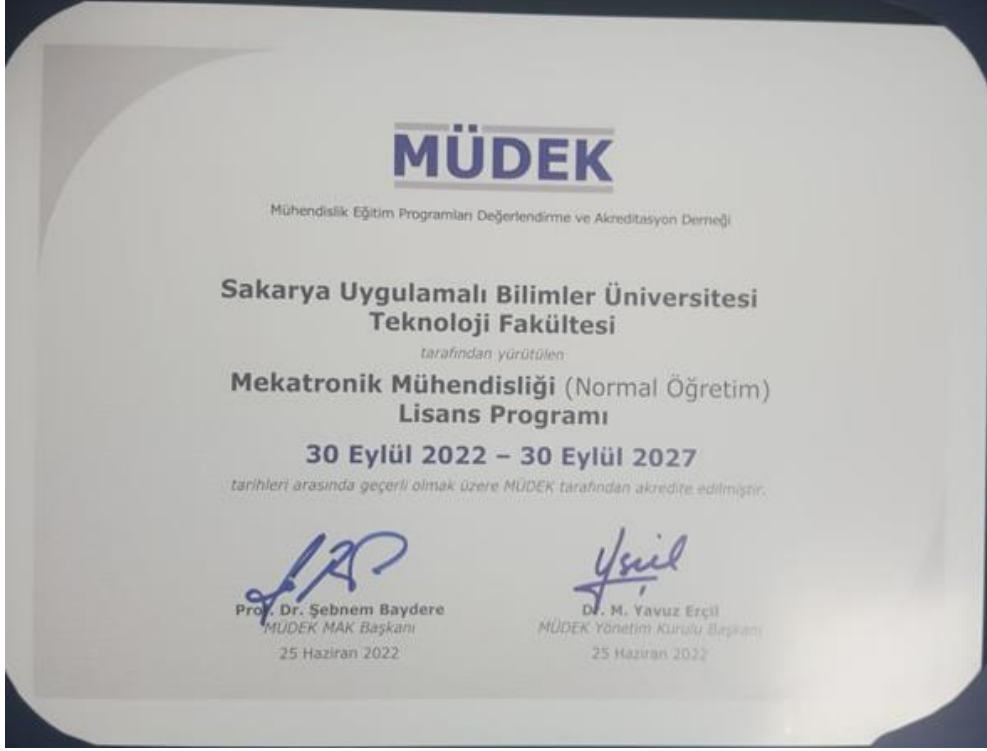 MÜDEK
Mühendislik Eğitim Programları Değerlendirme ve Akreditasyon Derneği
Sakarya Uygulamalı Bilimler Üniversitesi
Teknoloji Fakültesi
tarafından yürütülen
Mekatronik Mühendisliği (Normal Öğretim)
Lisans Programı
30 Eylül 2022 – 30 Eylül 2027
tarihleri arasında geçerli olmak üzere MÜDEK tarafından akredite edilmiştir.
Prof. Dr. Şebnem Baydere
MÜDEK MAK Başkanı
25 Haziran 2022
Dr. M. Yavuz Erçil
MÜDEK Yönetim Kurulu Başkanı
25 Haziran 2022